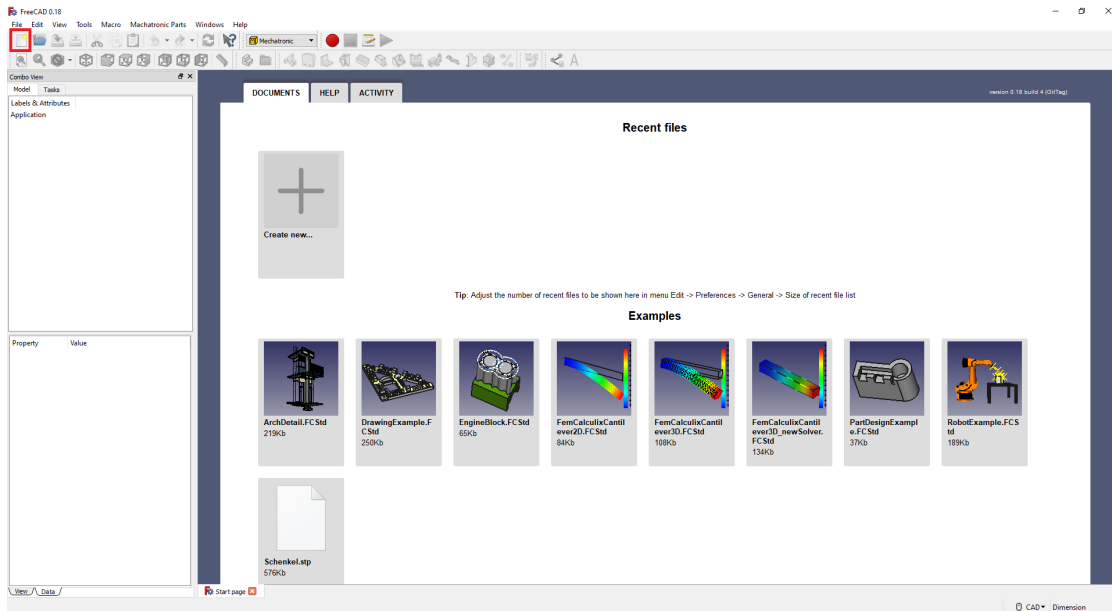 FreeCAD 0.18
File Edit View Tools Macro Mechatronic Parts Windows Help
Mechatronic
Combo View
Model Tasks
Labels & Attributes
Application
DOCUMENTS HELP ACTIVITY
version 0.18 build 4 (GitTag)
Recent files
Create new...
Tip: Adjust the number of recent files to be shown here in menu Edit -> Preferences -> General -> Size of recent file list
Examples
Property Value
ArchDetail.FCStd
219Kb
DrawingExample.F
CStd
250Kb
EngineBlock.FCStd
65Kb
FemCalculixCantil
ever2D.FCStd
84Kb
FemCalculixCantil
ever3D.FCStd
108Kb
FemCalculixCantil
ever3D_newSolver.
FCStd
134Kb
PartDesignExampl
e.FCStd
37Kb
RobotExample.FCS
td
189Kb
Schenkel.stp
576Kb
View Data
Start page
CAD Dimension